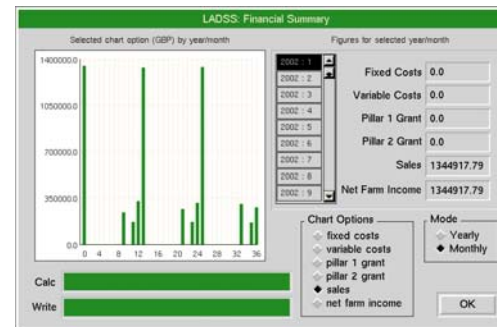 LADSS: Financial Summary
Selected chart option (GBP) by year/month
Figures for selected year/month
1400000.0
1050000.0
700000.0
350000.0
0.0
0 4 8 12 16 20 24 28 32 36
2002 : 1
2002 : 2
2002 : 3
2002 : 4
2002 : 5
2002 : 6
2002 : 7
2002 : 8
2002 : 9
Fixed Costs 0.0
Variable Costs 0.0
Pillar 1 Grant 0.0
Pillar 2 Grant 0.0
Sales 1344917.79
Net Farm Income 1344917.79
Chart Options
fixed costs
variable costs
pillar 1 grant
pillar 2 grant
sales
net farm income
Mode
Yearly
Monthly
Calc
Write
OK